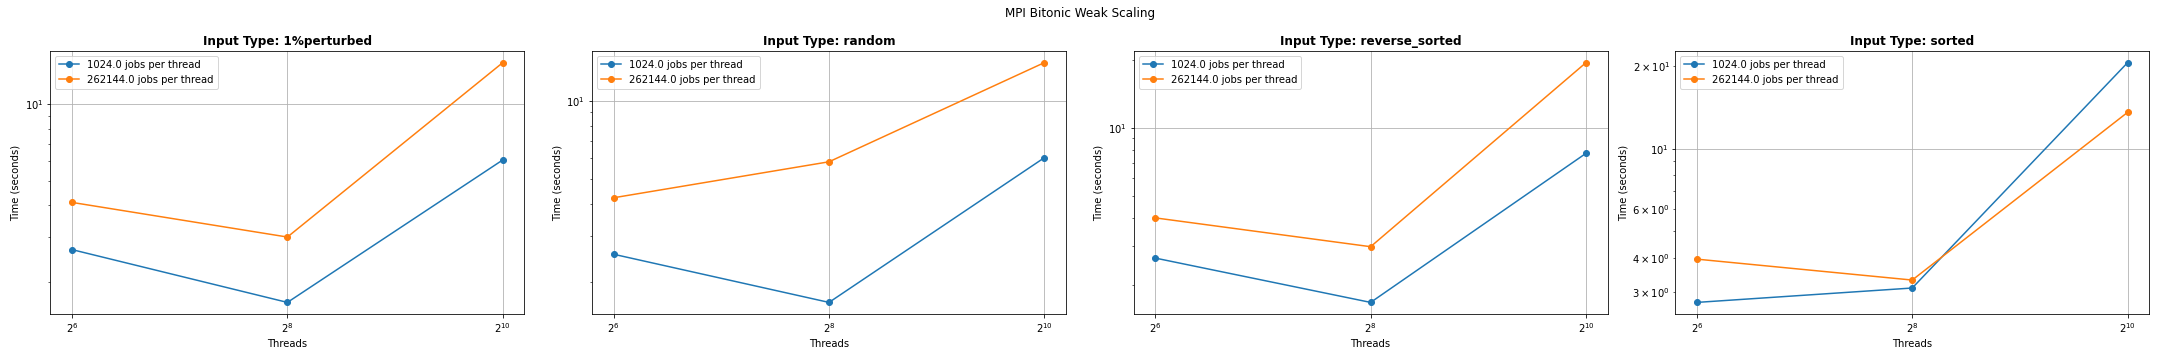 MPI Bitonic Weak Scaling
Input Type: 1%perturbed
1024.0 jobs per thread
262144.0 jobs per thread
10¹
Time (seconds)
2⁶
2⁸
2¹⁰
Threads
Input Type: random
1024.0 jobs per thread
262144.0 jobs per thread
10¹
Time (seconds)
2⁶
2⁸
2¹⁰
Threads
Input Type: reverse_sorted
1024.0 jobs per thread
262144.0 jobs per thread
10¹
Time (seconds)
2⁶
2⁸
2¹⁰
Threads
Input Type: sorted
1024.0 jobs per thread
262144.0 jobs per thread
2 × 10¹
10¹
6 × 10⁰
4 × 10⁰
3 × 10⁰
Time (seconds)
2⁶
2⁸
2¹⁰
Threads